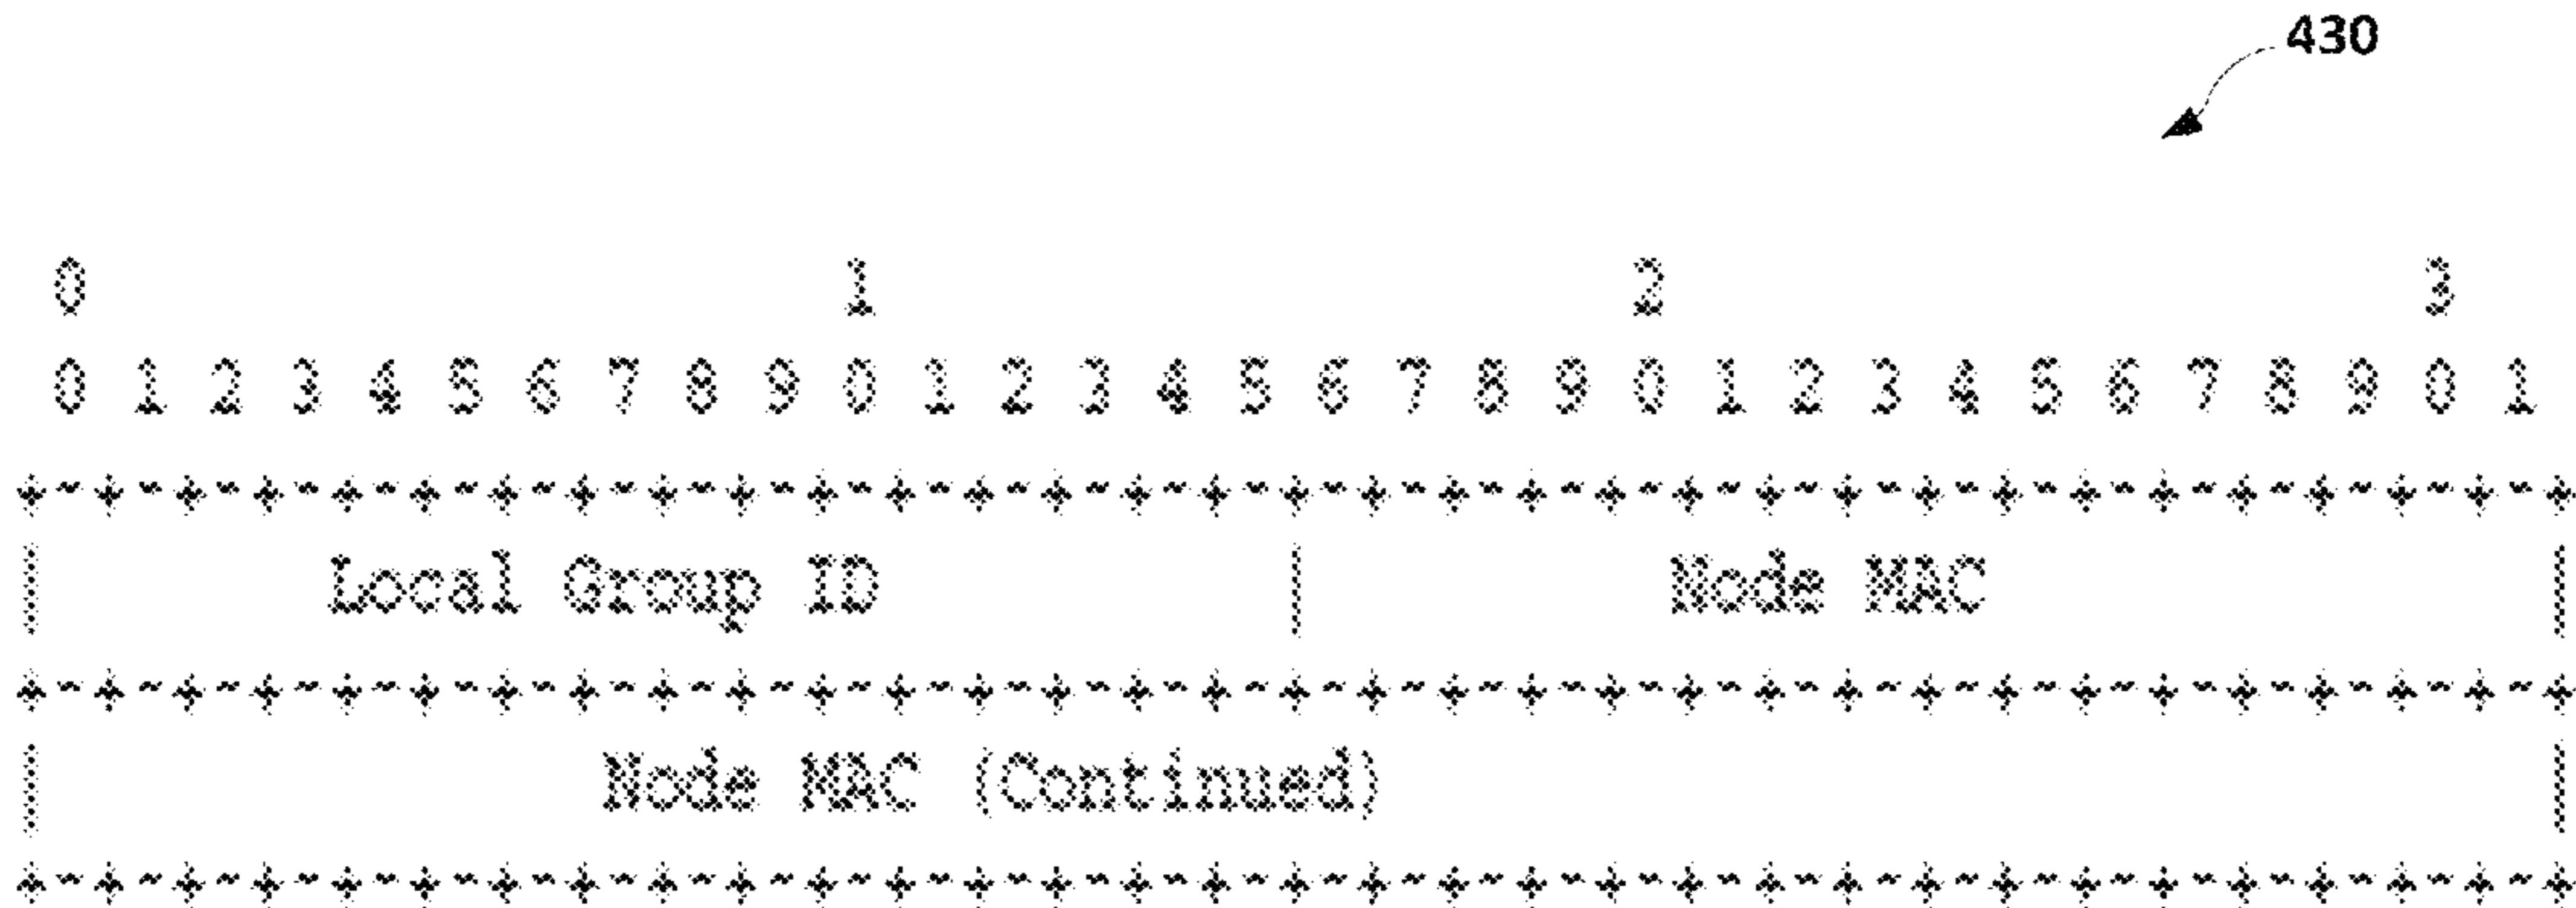 430
0 1 2 3
0 1 2 3 4 5 6 7 8 9 0 1 2 3 4 5 6 7 8 9 0 1 2 3 4 5 6 7 8 9 0 1
+-+-+-+-+-+-+-+-+-+-+-+-+-+-+-+-+-+-+-+-+-+-+-+-+-+-+-+-+-+-+-+-+
| Local Group ID | Node MAC |
+-+-+-+-+-+-+-+-+-+-+-+-+-+-+-+-+-+-+-+-+-+-+-+-+-+-+-+-+-+-+-+-+
| Node MAC (Continued) |
+-+-+-+-+-+-+-+-+-+-+-+-+-+-+-+-+-+-+-+-+-+-+-+-+-+-+-+-+-+-+-+-+